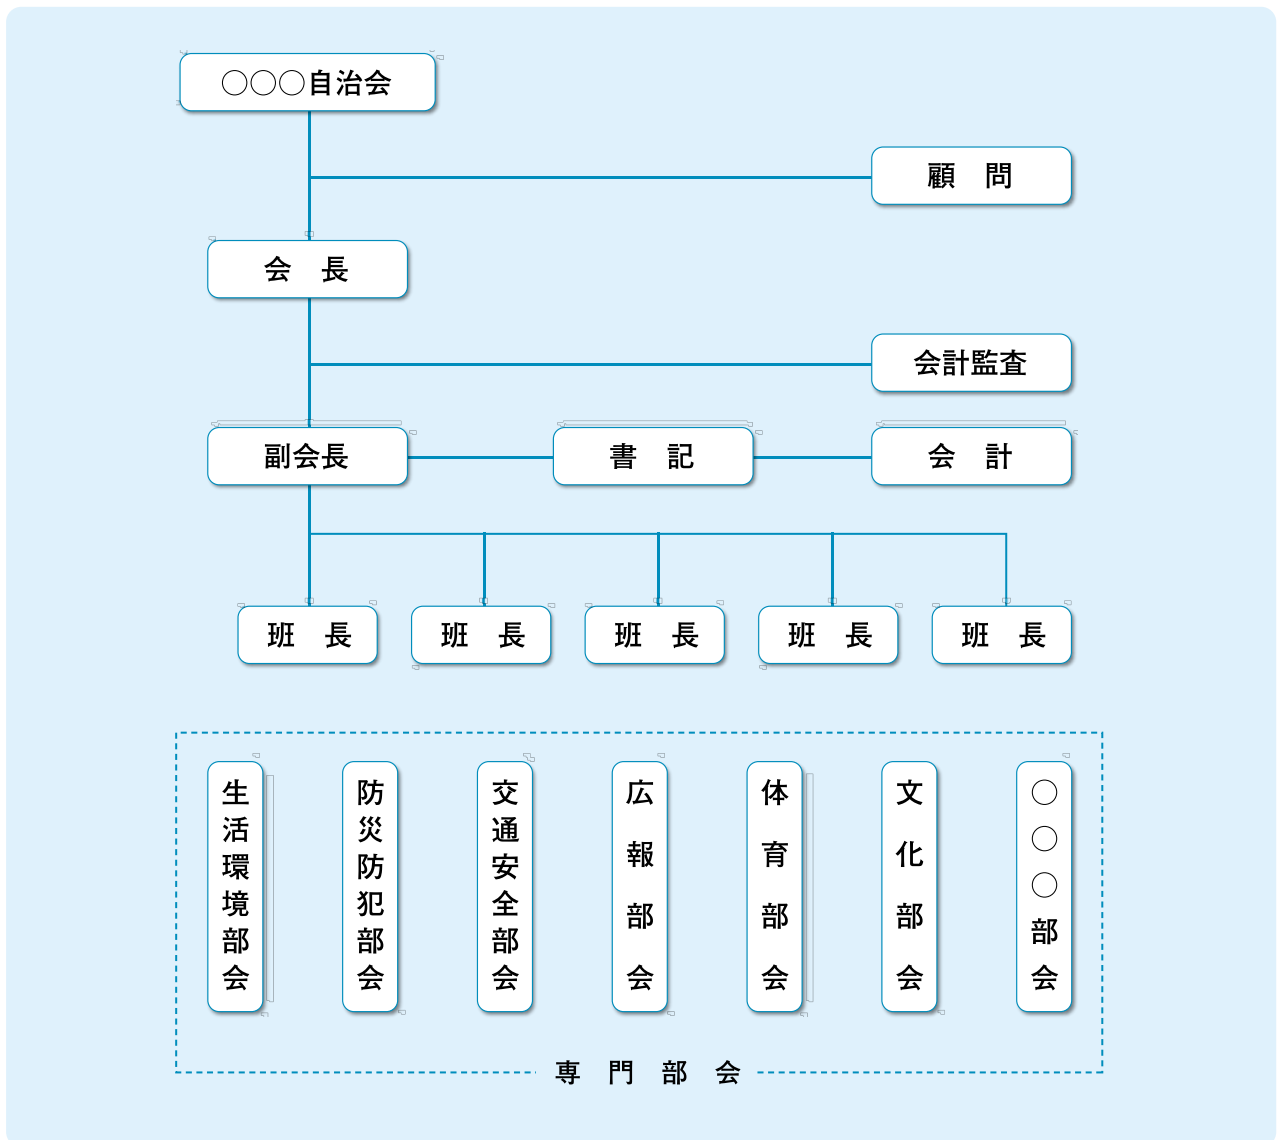 ○○○自治会
顧　問
会　長
会計監査
副会長
書　記
会　計
班　長
班　長
班　長
班　長
班　長
生活環境部会
防災防犯部会
交通安全部会
広報部会
体育部会
文化部会
○○○部会
専　門　部　会